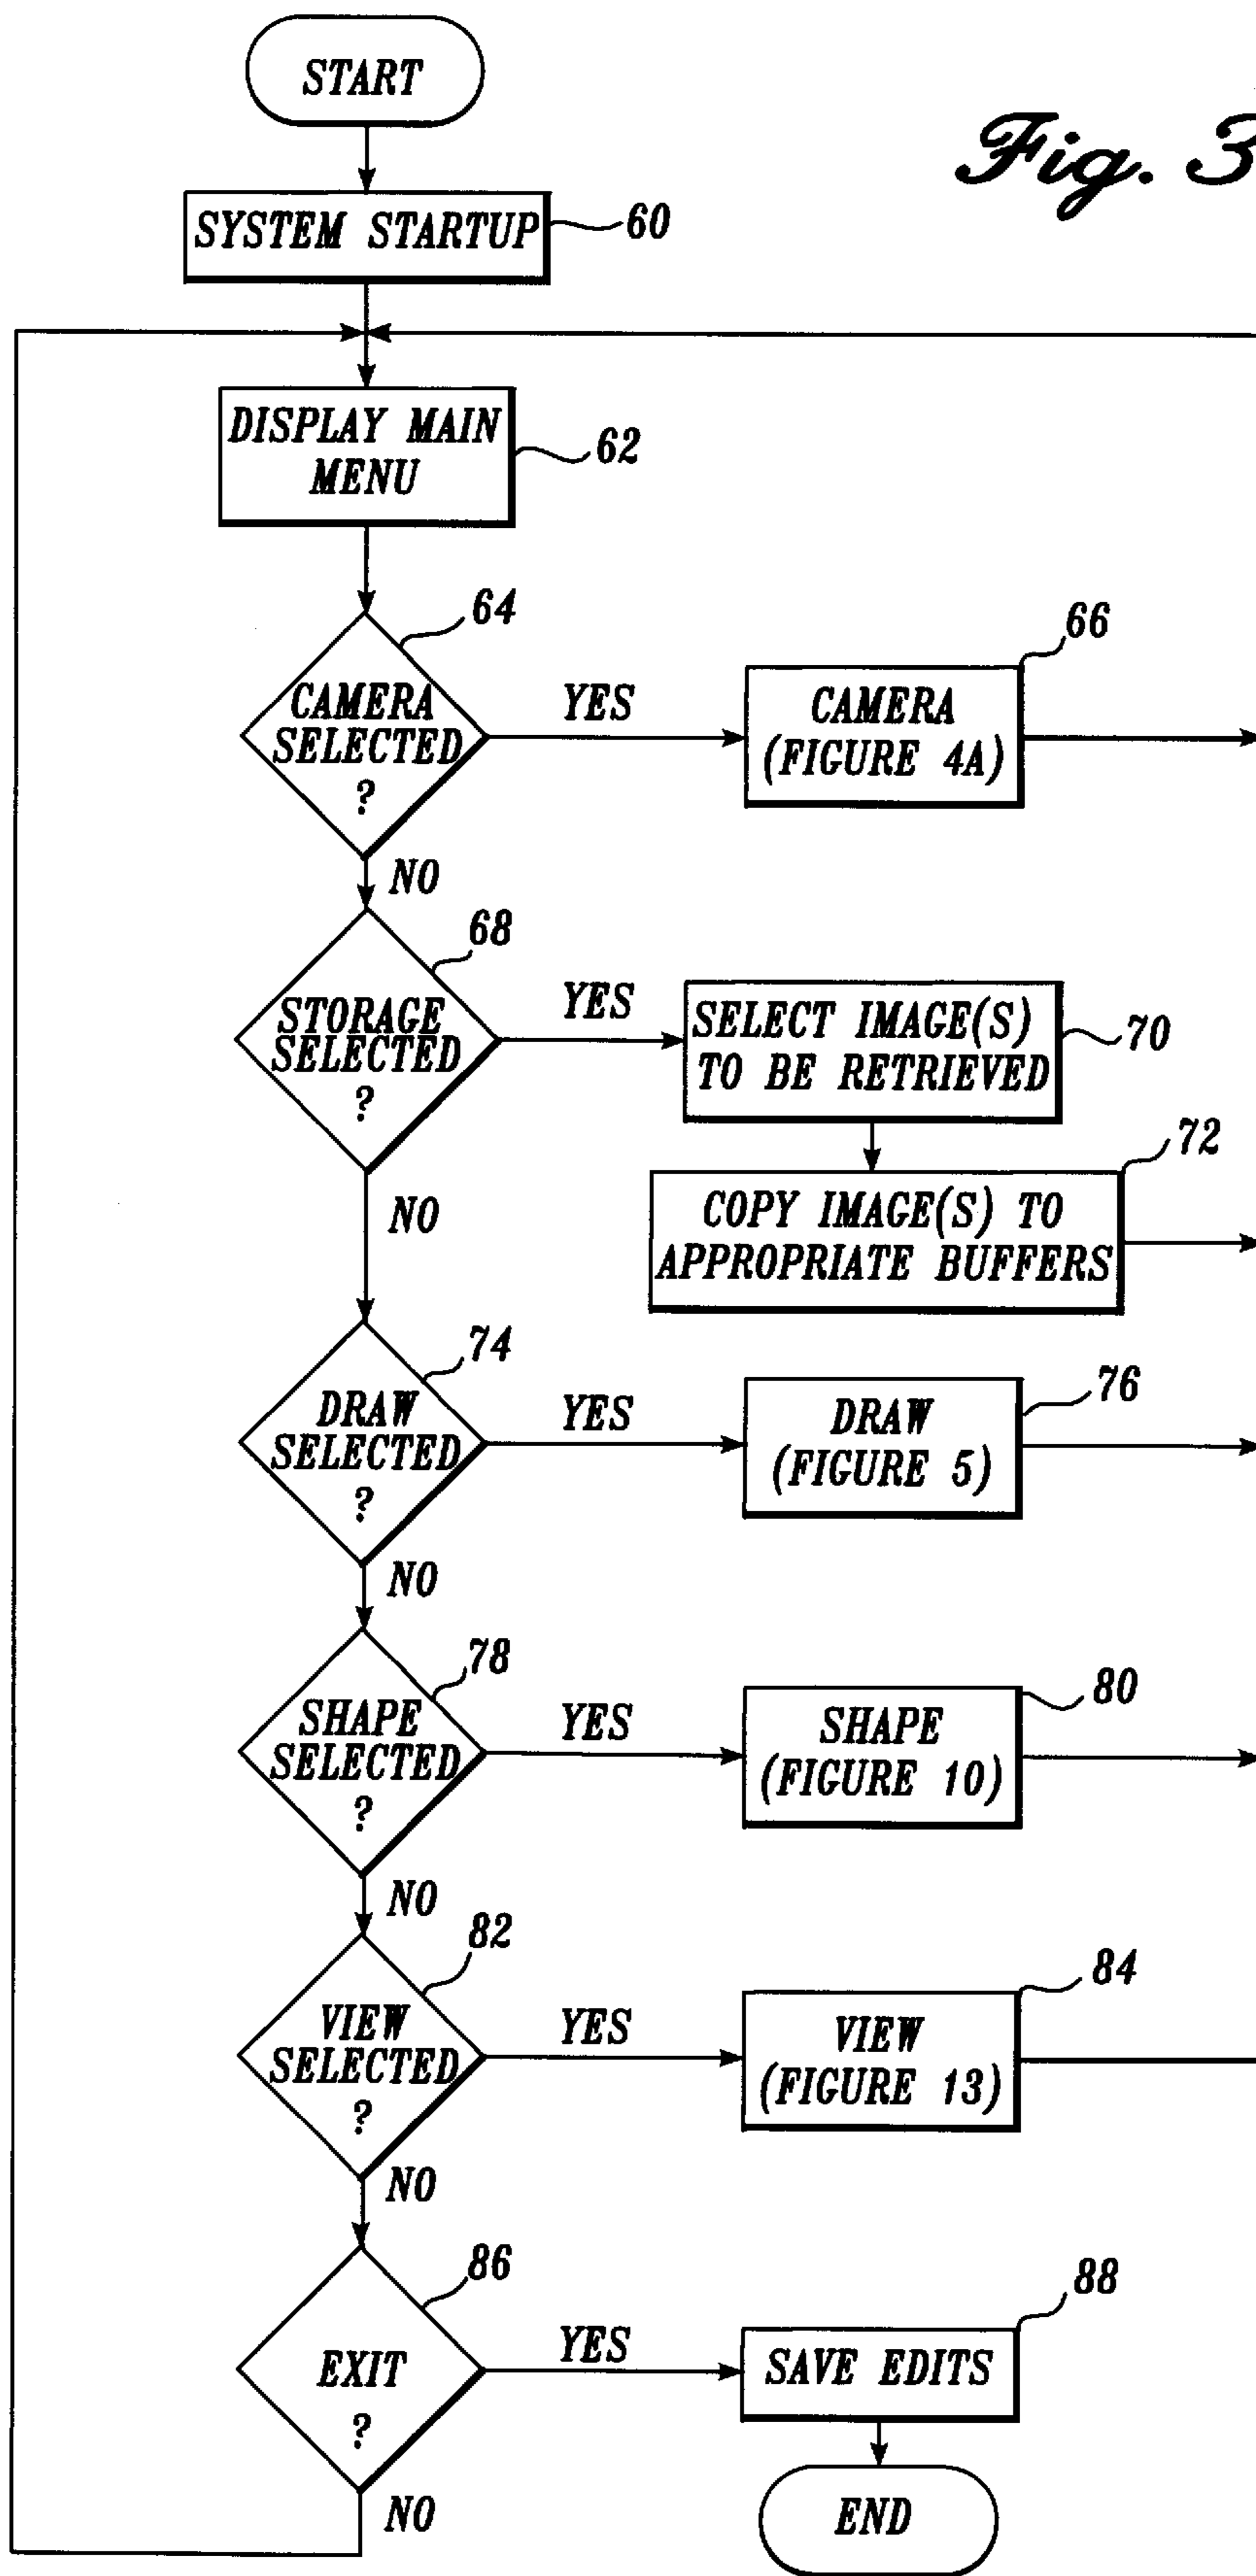 START
Fig. 3
SYSTEM STARTUP
60
DISPLAY MAIN
MENU
62
64
CAMERA
SELECTED
?
YES
66
CAMERA
(FIGURE 4A)
NO
68
STORAGE
SELECTED
?
YES
SELECT IMAGE(S)
TO BE RETRIEVED
70
72
COPY IMAGE(S) TO
APPROPRIATE BUFFERS
NO
74
DRAW
SELECTED
?
YES
76
DRAW
(FIGURE 5)
NO
78
SHAPE
SELECTED
?
YES
80
SHAPE
(FIGURE 10)
NO
82
VIEW
SELECTED
?
YES
84
VIEW
(FIGURE 13)
NO
86
EXIT
?
YES
88
SAVE EDITS
NO
END